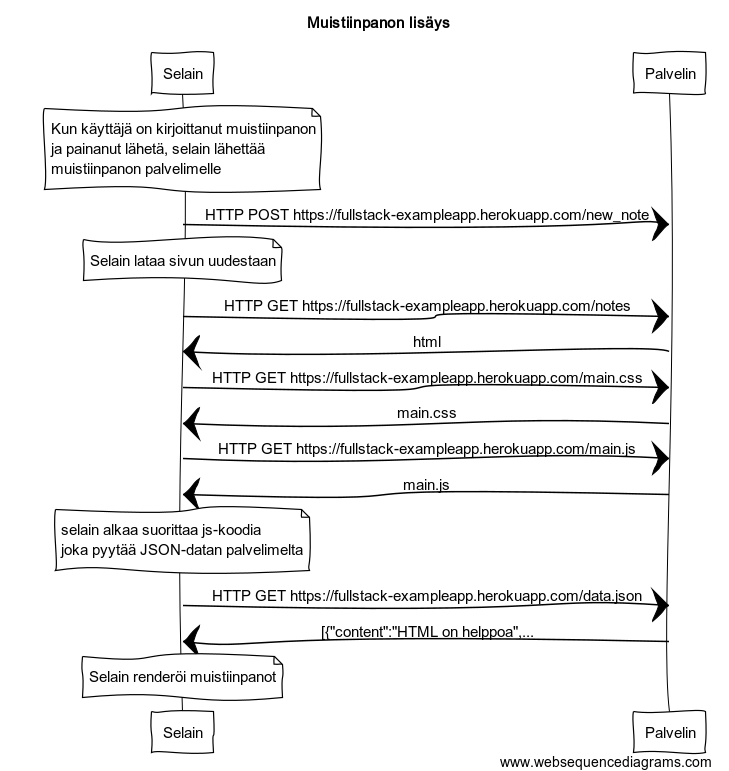 Muistiinpanon lisäys
Selain
Palvelin
Kun käyttäjä on kirjoittanut muistiinpanon
ja painanut lähetä, selain lähettää
muistiinpanon palvelimelle
HTTP POST https://fullstack-exampleapp.herokuapp.com/new_note
Selain lataa sivun uudestaan
HTTP GET https://fullstack-exampleapp.herokuapp.com/notes
html
HTTP GET https://fullstack-exampleapp.herokuapp.com/main.css
main.css
HTTP GET https://fullstack-exampleapp.herokuapp.com/main.js
main.js
selain alkaa suorittaa js-koodia
joka pyytää JSON-datan palvelimelta
HTTP GET https://fullstack-exampleapp.herokuapp.com/data.json
[{"content":"HTML on helppoa",...
Selain renderöi muistiinpanot
Selain
Palvelin
www.websequencediagrams.com